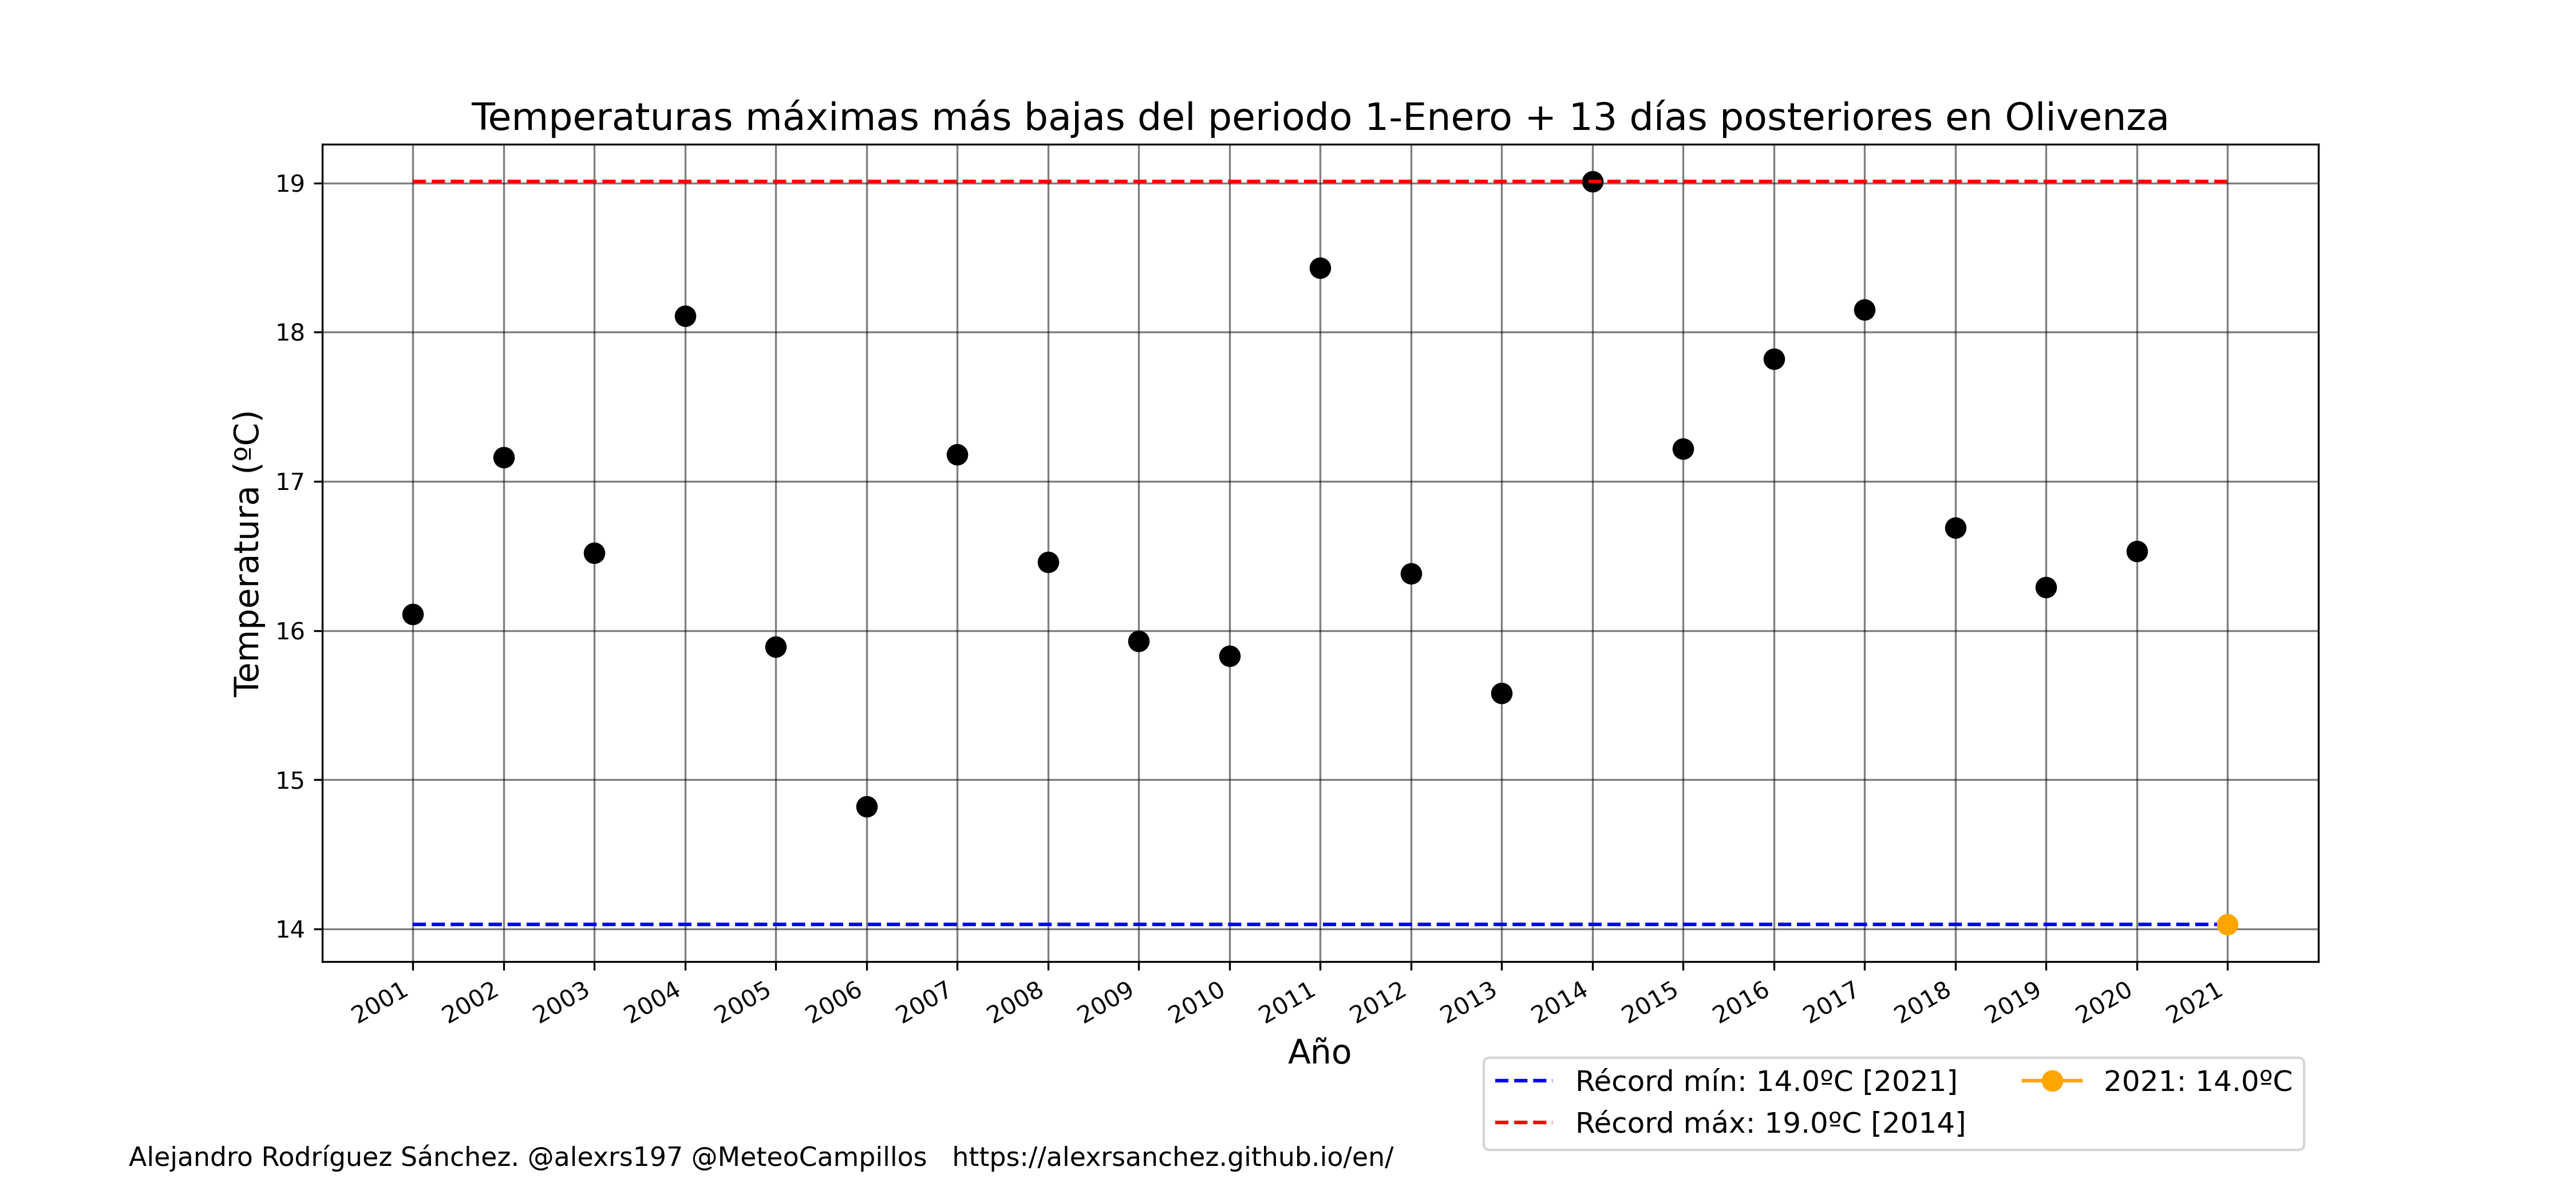 Temperaturas máximas más bajas del periodo 1-Enero + 13 días posteriores en Olivenza
Temperatura (ºC)
19
18
17
16
15
14
2001 2002 2003 2004 2005 2006 2007 2008 2009 2010 2011 2012 2013 2014 2015 2016 2017 2018 2019 2020 2021
Año
Récord mín: 14.0ºC [2021]
Récord máx: 19.0ºC [2014]
2021: 14.0ºC
Alejandro Rodríguez Sánchez. @alexrs197 @MeteoCampillos https://alexrsanchez.github.io/en/